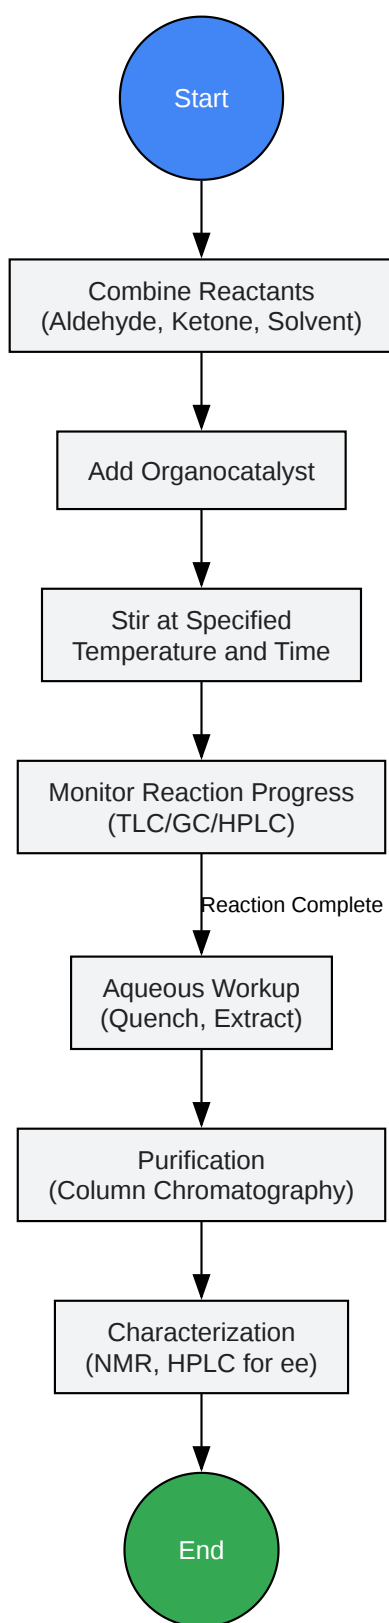 Start
Combine Reactants
(Aldehyde, Ketone, Solvent)
Add Organocatalyst
Stir at Specified
Temperature and Time
Monitor Reaction Progress
(TLC/GC/HPLC)
Reaction Complete
Aqueous Workup
(Quench, Extract)
Purification
(Column Chromatography)
Characterization
(NMR, HPLC for ee)
End